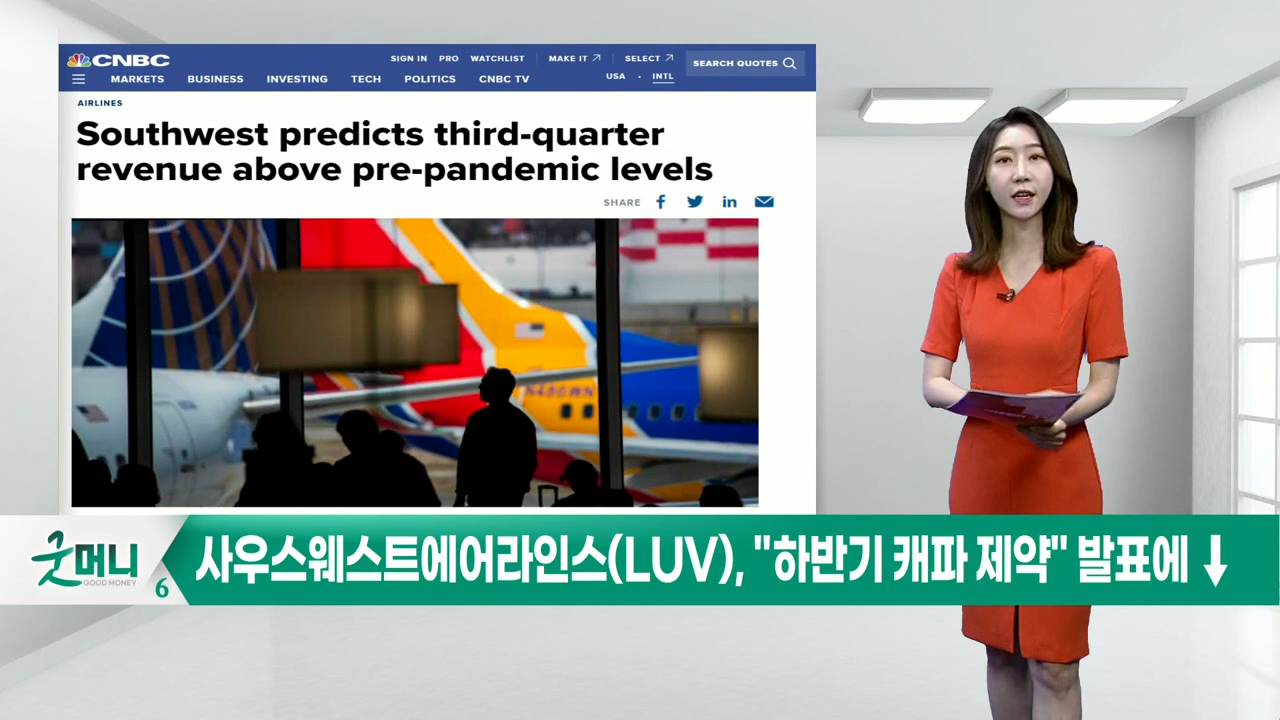 CNBC
SIGN IN PRO WATCHLIST MAKE IT SELECT
SEARCH QUOTES
MARKETS BUSINESS INVESTING TECH POLITICS CNBC TV
USA · INTL
AIRLINES
Southwest predicts third-quarter
revenue above pre-pandemic levels
SHARE
굿머니
GOOD MONEY
6
사우스웨스트에어라인스(LUV), "하반기 캐파 제약" 발표에 ↓